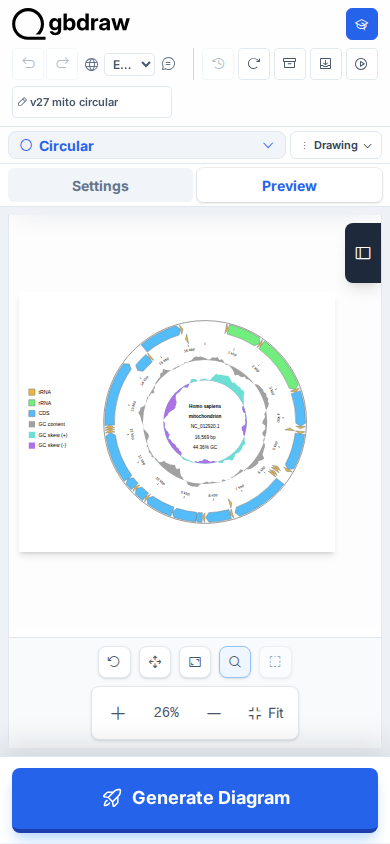 gbdraw
E...
v27 mito circular
Circular
Drawing
Settings
Preview
tRNA
rRNA
CDS
GC content
GC skew (+)
GC skew (-)
Homo sapiens
mitochondrion
NC_012920.1
16,569 bp
44.36% GC
26%
Fit
Generate Diagram